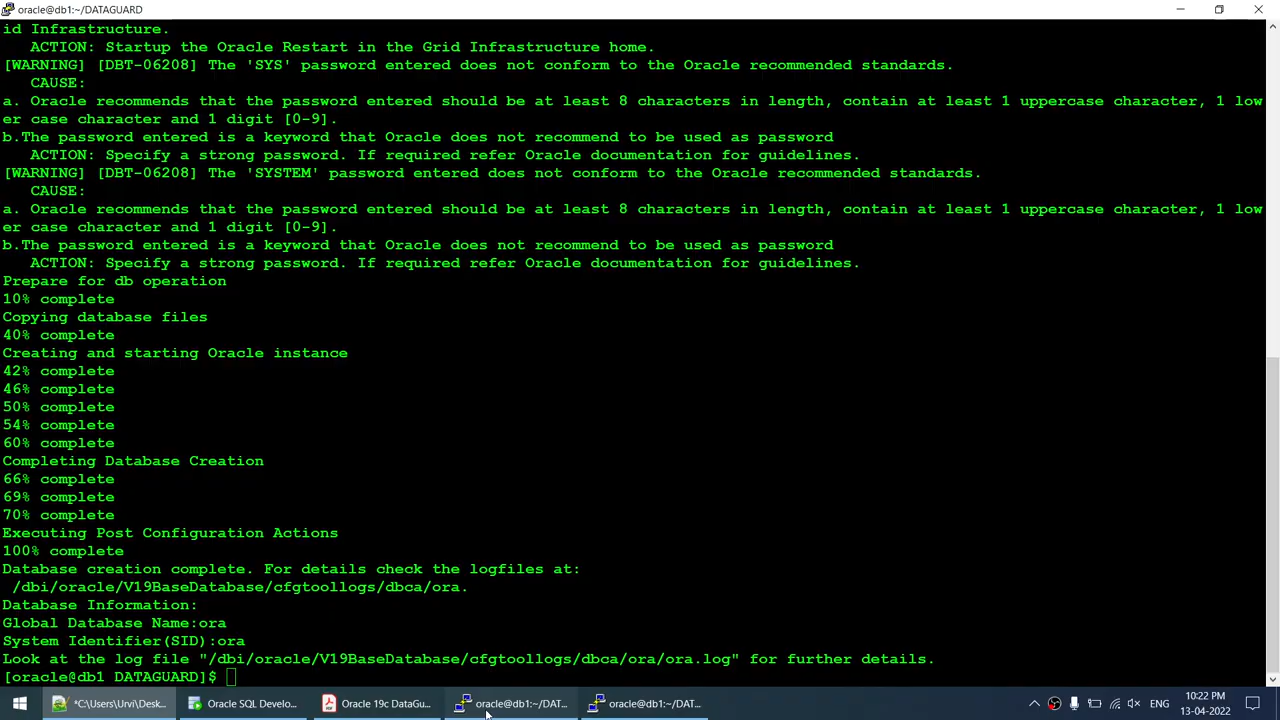 oracle@db1:~/DATAGUARD
id Infrastructure.
ACTION: Startup the Oracle Restart in the Grid Infrastructure home.
[WARNING] [DBT-06208] The 'SYS' password entered does not conform to the Oracle recommended standards.
CAUSE:
a. Oracle recommends that the password entered should be at least 8 characters in length, contain at least 1 uppercase character, 1 low
er case character and 1 digit [0-9].
b.The password entered is a keyword that Oracle does not recommend to be used as password
ACTION: Specify a strong password. If required refer Oracle documentation for guidelines.
[WARNING] [DBT-06208] The 'SYSTEM' password entered does not conform to the Oracle recommended standards.
CAUSE:
a. Oracle recommends that the password entered should be at least 8 characters in length, contain at least 1 uppercase character, 1 low
er case character and 1 digit [0-9].
b.The password entered is a keyword that Oracle does not recommend to be used as password
ACTION: Specify a strong password. If required refer Oracle documentation for guidelines.
Prepare for db operation
10% complete
Copying database files
40% complete
Creating and starting Oracle instance
42% complete
46% complete
50% complete
54% complete
60% complete
Completing Database Creation
66% complete
69% complete
70% complete
Executing Post Configuration Actions
100% complete
Database creation complete. For details check the logfiles at:
/dbi/oracle/V19BaseDatabase/cfgtoollogs/dbca/ora.
Database Information:
Global Database Name:ora
System Identifier(SID):ora
Look at the log file "/dbi/oracle/V19BaseDatabase/cfgtoollogs/dbca/ora/ora.log" for further details.
[oracle@db1 DATAGUARD]$
*C:\Users\Urvi\Desk... Oracle SQL Develo... Oracle 19c DataGu... oracle@db1:~/DAT... oracle@db1:~/DAT... ENG 10:22 PM
13-04-2022